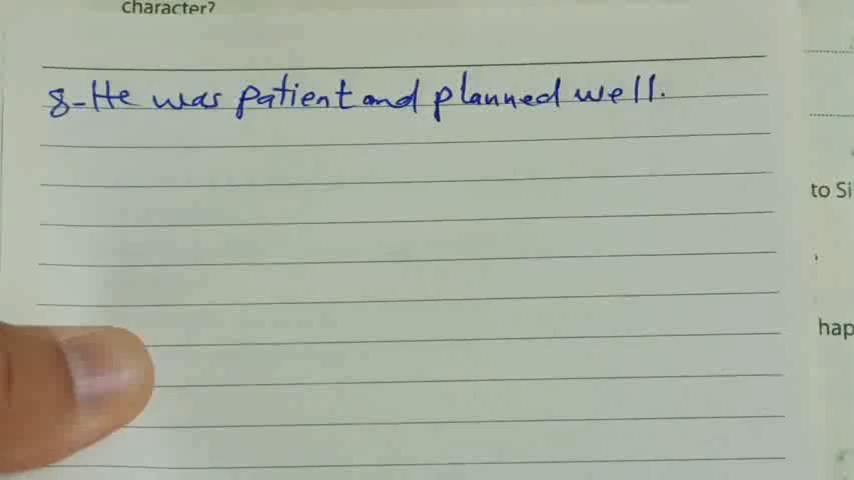 character?
8-He was patient and planned well.
to Si
hap